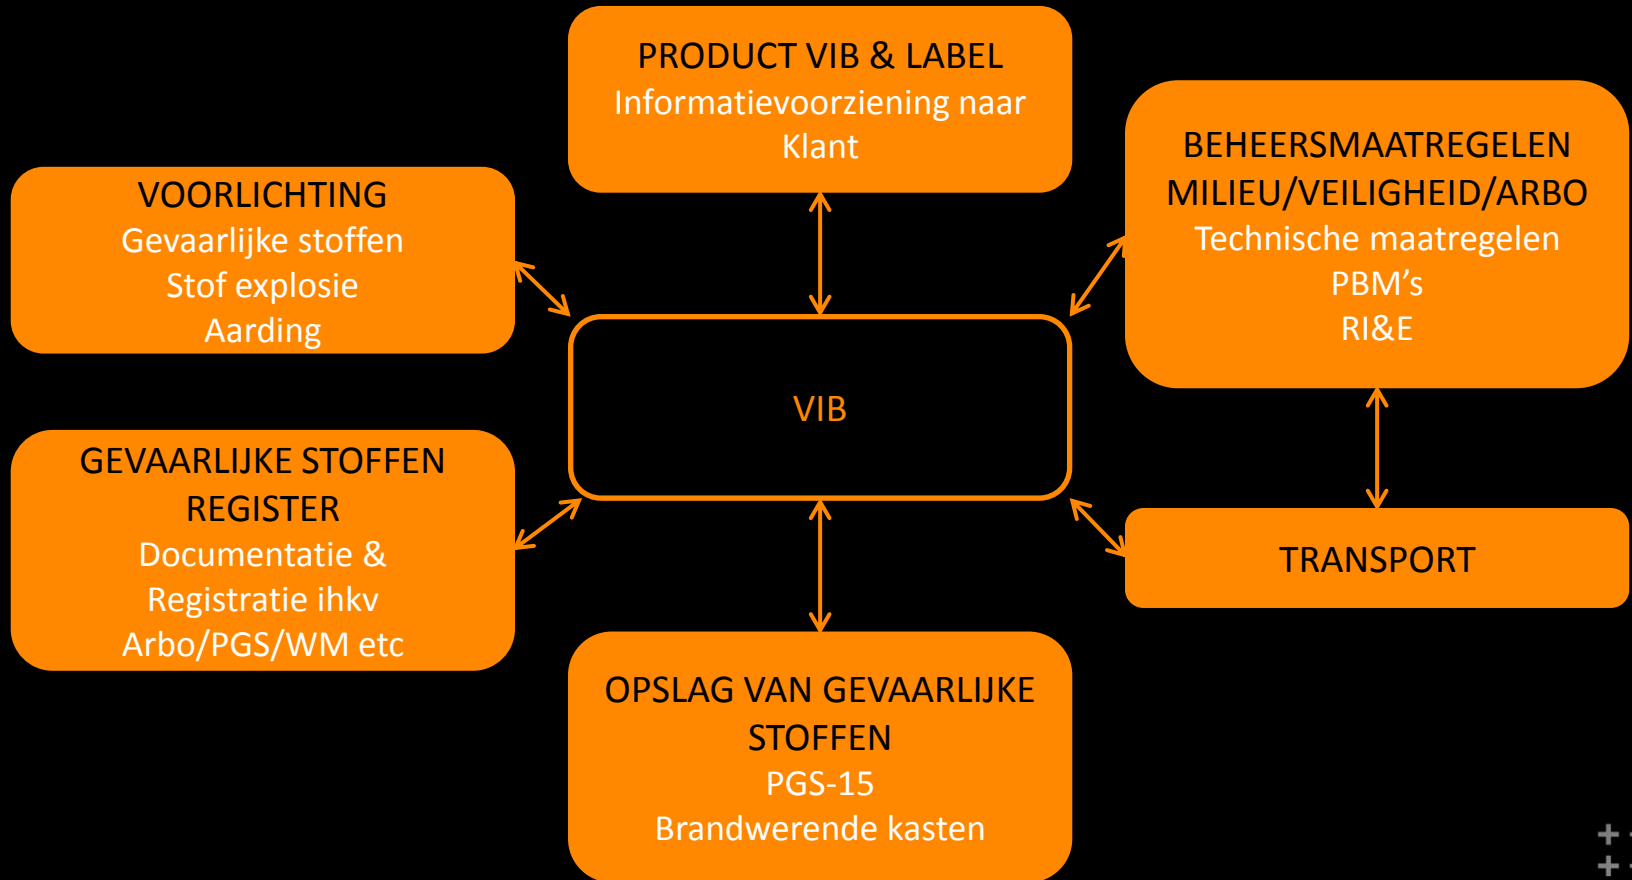 PRODUCT VIB & LABEL
Informatievoorziening naar
Klant
BEHEERSMAATREGELEN
MILIEU/VEILIGHEID/ARBO
Technische maatregelen
PBM's
RI&E
VOORLICHTING
Gevaarlijke stoffen
Stof explosie
Aarding
VIB
GEVAARLIJKE STOFFEN
REGISTER
Documentatie &
Registratie ihkv
Arbo/PGS/WM etc
TRANSPORT
OPSLAG VAN GEVAARLIJKE
STOFFEN
PGS-15
Brandwerende kasten